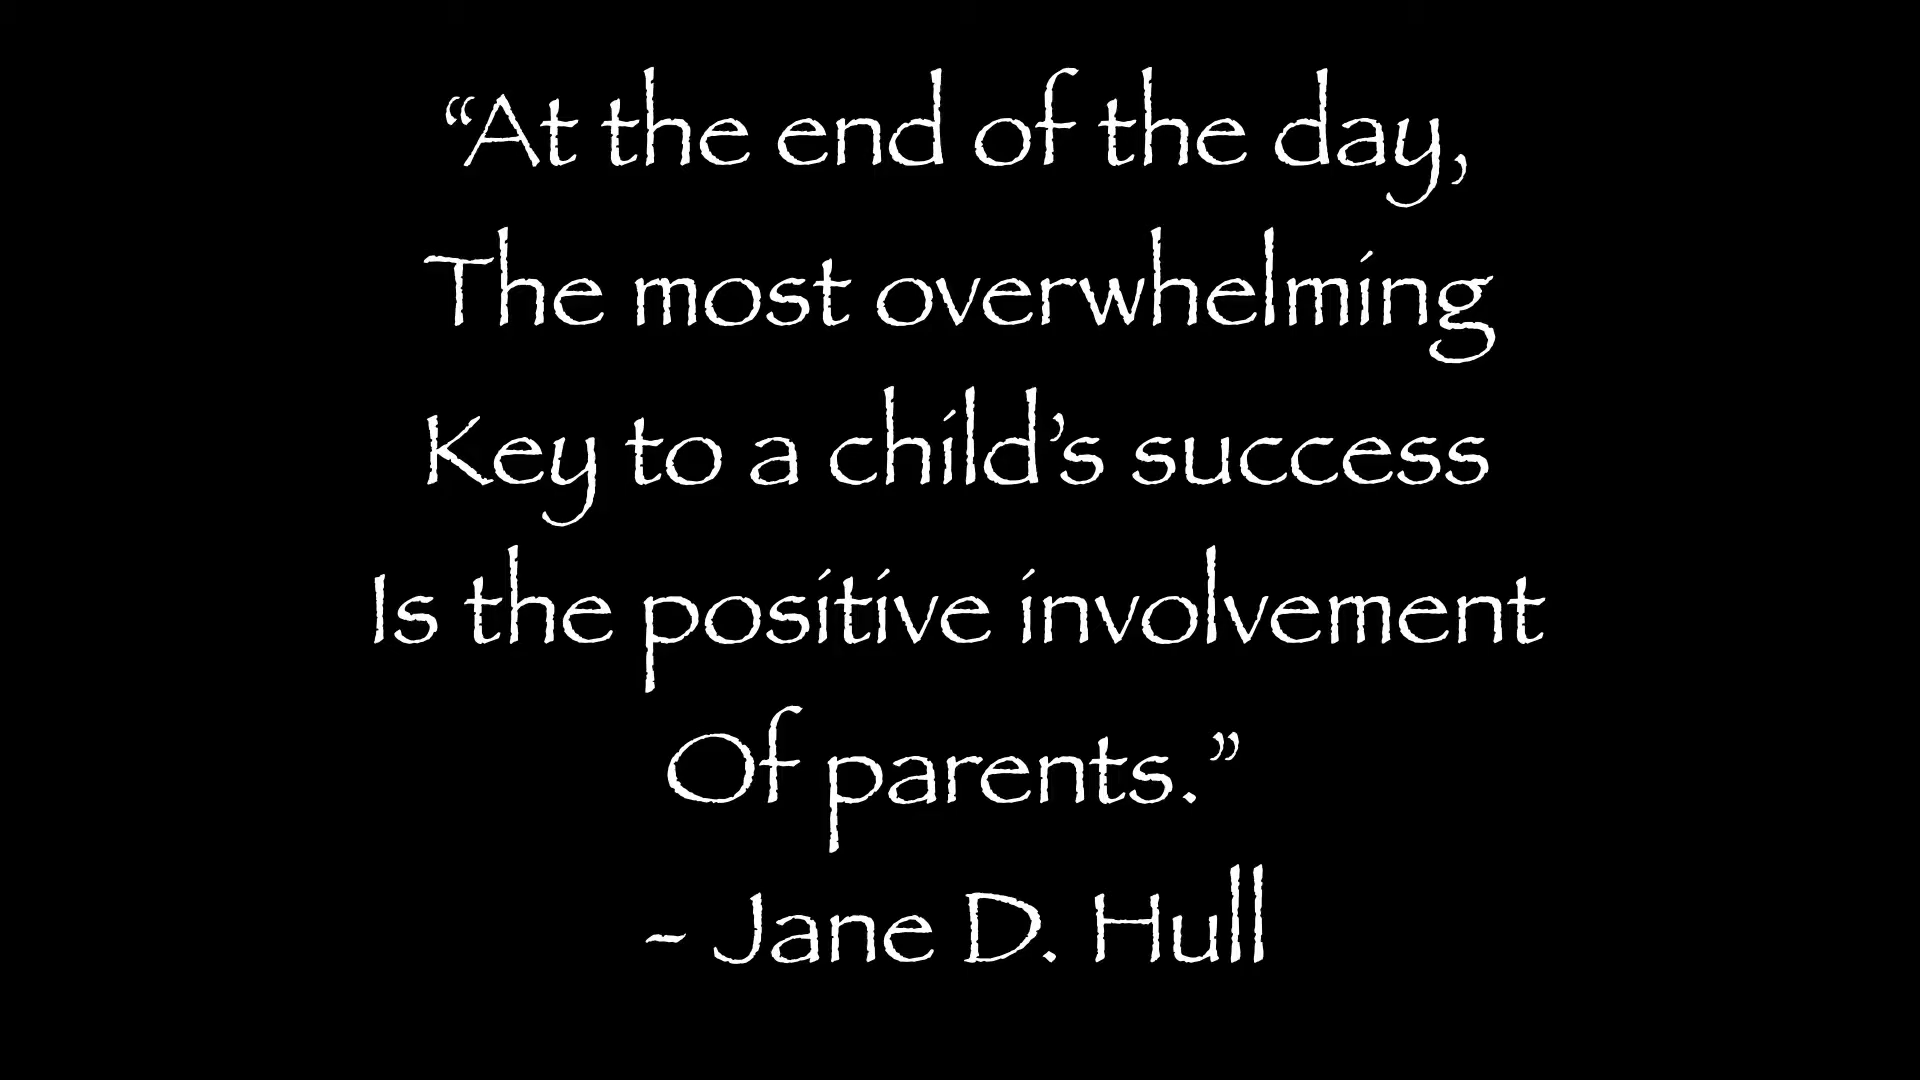 “At the end of the day,
The most overwhelming
Key to a child’s success
Is the positive involvement
Of parents.”
- Jane D. Hull